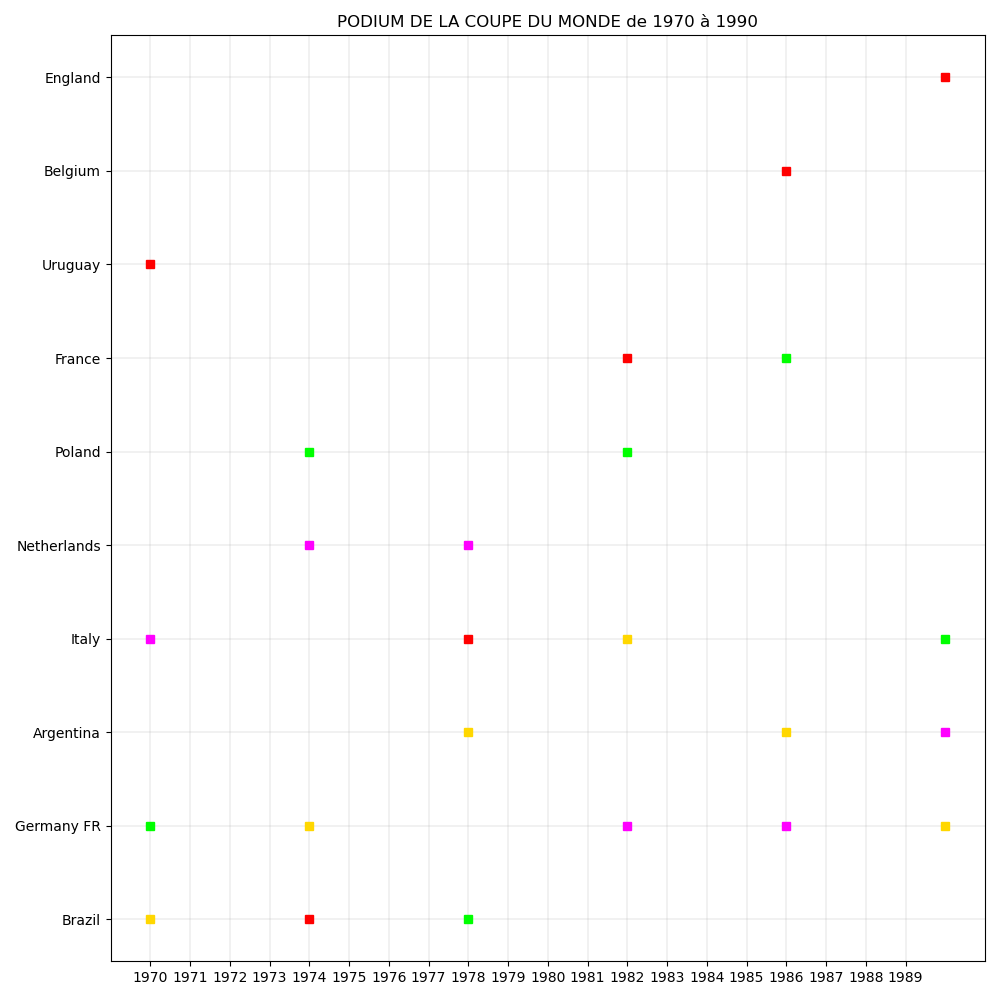 PODIUM DE LA COUPE DU MONDE de 1970 à 1990
England
Belgium
Uruguay
France
Poland
Netherlands
Italy
Argentina
Germany FR
Brazil
1970 1971 1972 1973 1974 1975 1976 1977 1978 1979 1980 1981 1982 1983 1984 1985 1986 1987 1988 1989